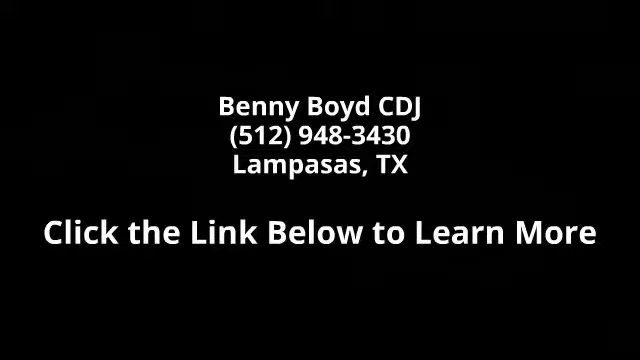 Benny Boyd CDJ
(512) 948-3430
Lampasas, TX
Click the Link Below to Learn More